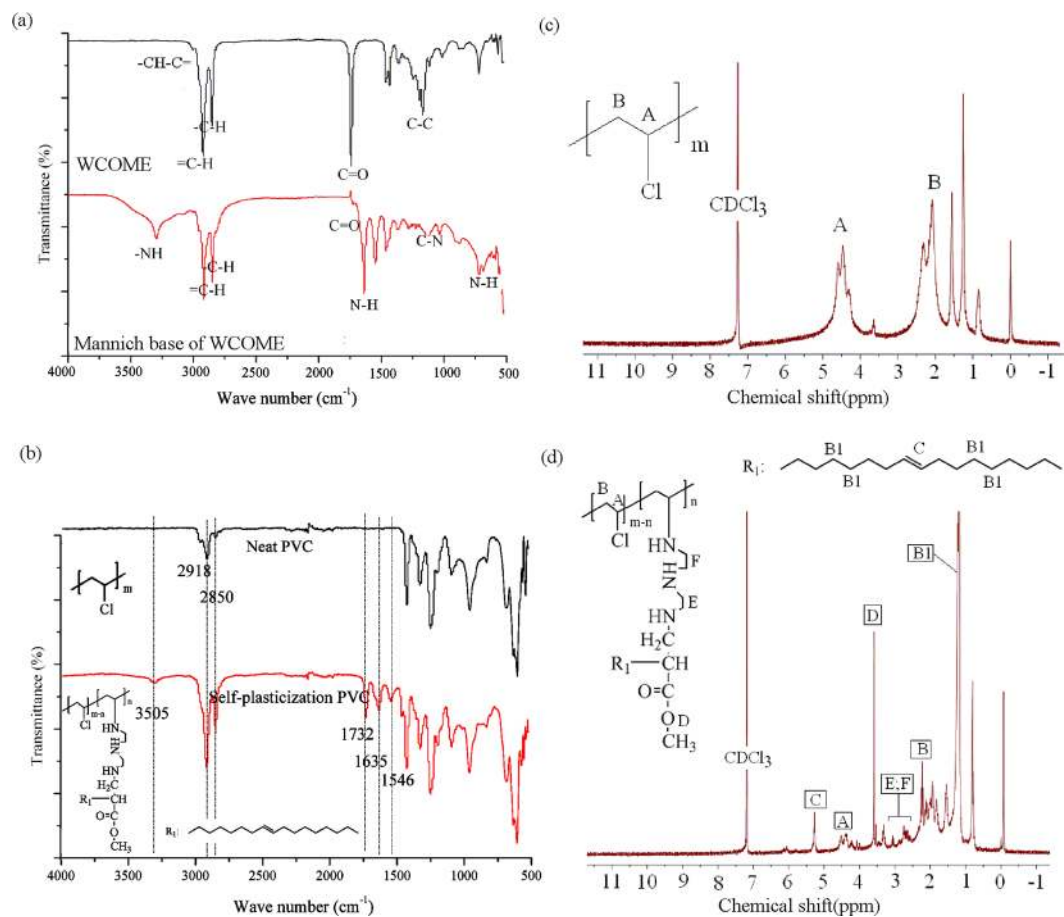 (a)
-CH-C=
-C-H
=C-H
WCOME
C=O
C-C
C=O
-NH
-C-H
=C-H
N-H
C-N
N-H
Mannich base of WCOME
Transmittance (%)
4000 3500 3000 2500 2000 1500 1000 500
Wave number (cm⁻¹)
(c)
B
A
m
Cl
CDCl₃
A
B
11 10 9 8 7 6 5 4 3 2 1 0 -1
Chemical shift(ppm)
(b)
Neat PVC
2918
2850
m
Cl
Self-plasticization PVC
3505
1732
1635
1546
n
m-n
Cl
HN
HN
HN
H₂C
R₁
CH
O
O
CH₃
R₁:
Transmittance (%)
4000 3500 3000 2500 2000 1500 1000 500
Wave number (cm⁻¹)
(d)
R₁:
B1 C B1
B1 B1
B
A
n
m-n
Cl
HN
F
H
N
E
HN
H₂C
R₁
CH
O
O
D
CH₃
CDCl₃
C
A
D
E;F
B
B1
11 10 9 8 7 6 5 4 3 2 1 0 -1
Chemical shift(ppm)